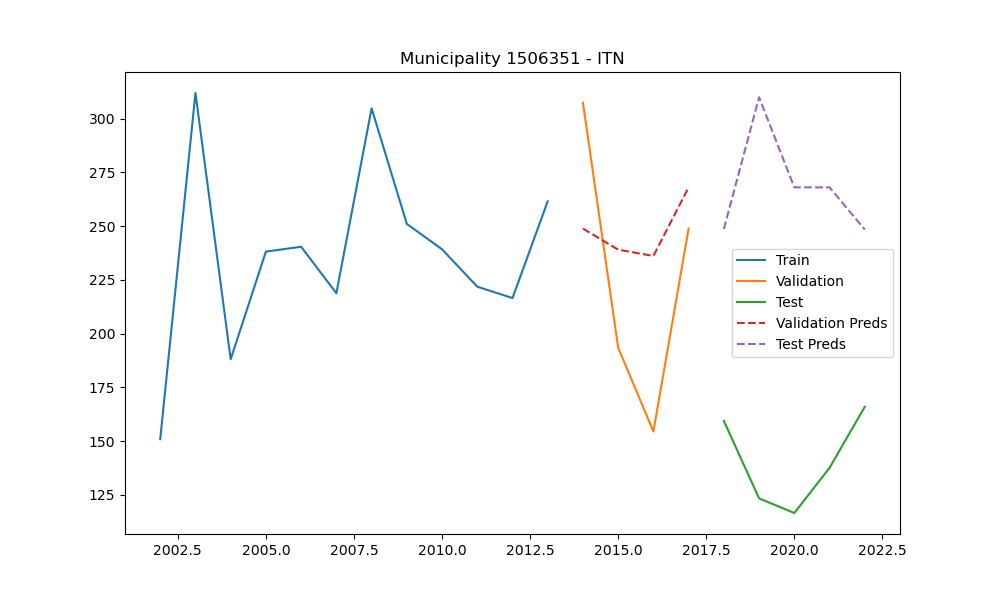 Municipality 1506351 - ITN
300
275
250
225
200
175
150
125
Train
Validation
Test
Validation Preds
Test Preds
2002.5 2005.0 2007.5 2010.0 2012.5 2015.0 2017.5 2020.0 2022.5